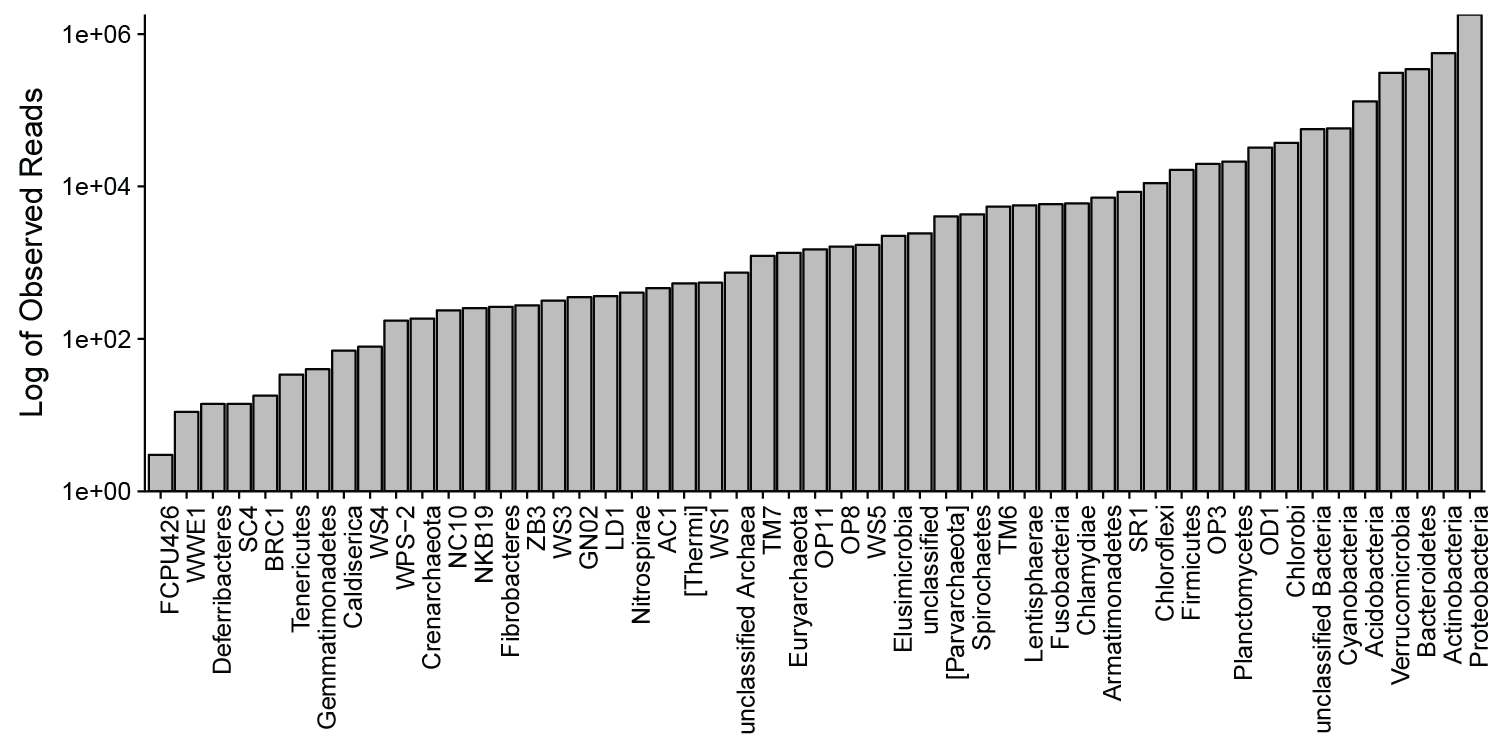 Log of Observed Reads
1e+06
1e+04
1e+02
1e+00
FCPU426
WWE1
Deferribacteres
SC4
BRC1
Tenericutes
Gemmatimonadetes
Caldiserica
WS4
WPS−2
Crenarchaeota
NC10
NKB19
Fibrobacteres
ZB3
WS3
GN02
LD1
Nitrospirae
AC1
[Thermi]
WS1
unclassified Archaea
TM7
Euryarchaeota
OP11
OP8
WS5
Elusimicrobia
unclassified
[Parvarchaeota]
Spirochaetes
TM6
Lentisphaerae
Fusobacteria
Chlamydiae
Armatimonadetes
SR1
Chloroflexi
Firmicutes
OP3
Planctomycetes
OD1
Chlorobi
unclassified Bacteria
Cyanobacteria
Acidobacteria
Verrucomicrobia
Bacteroidetes
Actinobacteria
Proteobacteria